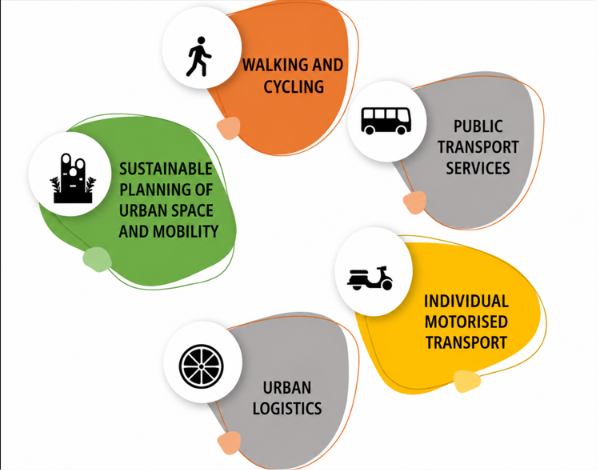 WALKING AND
CYCLING
PUBLIC
TRANSPORT
SERVICES
SUSTAINABLE
PLANNING OF
URBAN SPACE
AND MOBILITY
INDIVIDUAL
MOTORISED
TRANSPORT
URBAN
LOGISTICS